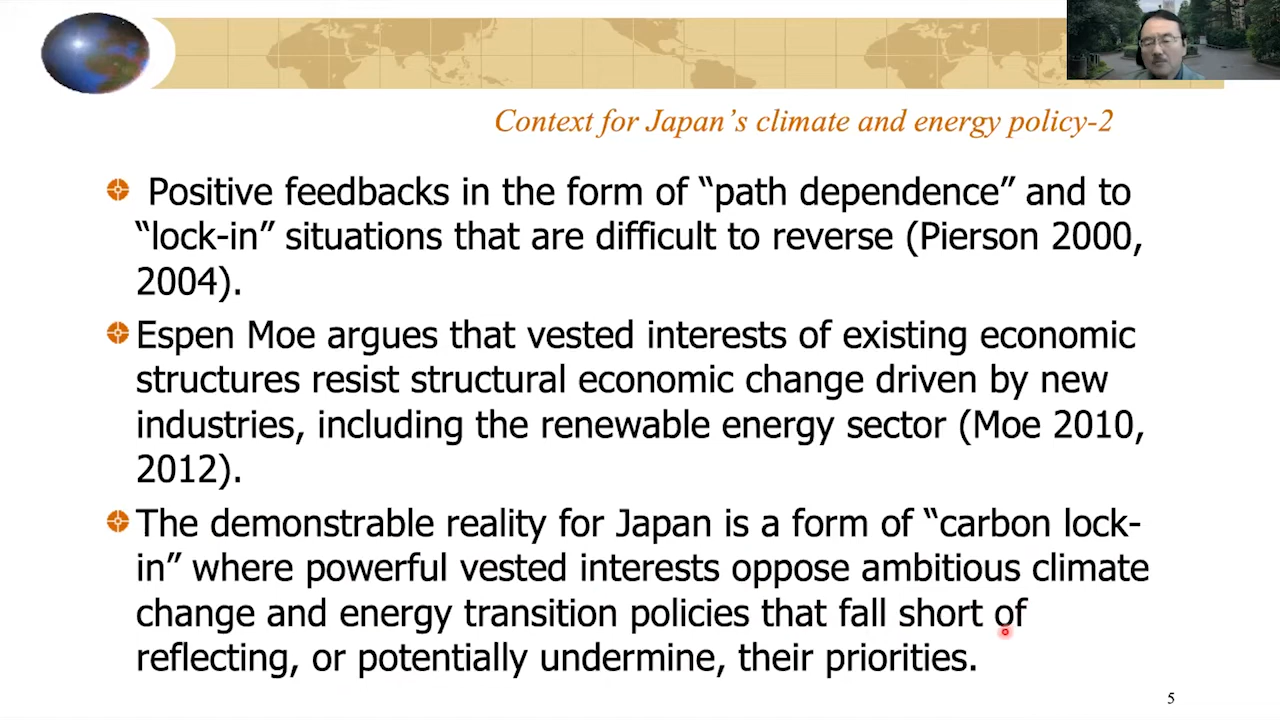 Context for Japan’s climate and energy policy-2
Positive feedbacks in the form of “path dependence” and to
“lock-in” situations that are difficult to reverse (Pierson 2000,
2004).
Espen Moe argues that vested interests of existing economic
structures resist structural economic change driven by new
industries, including the renewable energy sector (Moe 2010,
2012).
The demonstrable reality for Japan is a form of “carbon lock-
in” where powerful vested interests oppose ambitious climate
change and energy transition policies that fall short of
reflecting, or potentially undermine, their priorities.
5